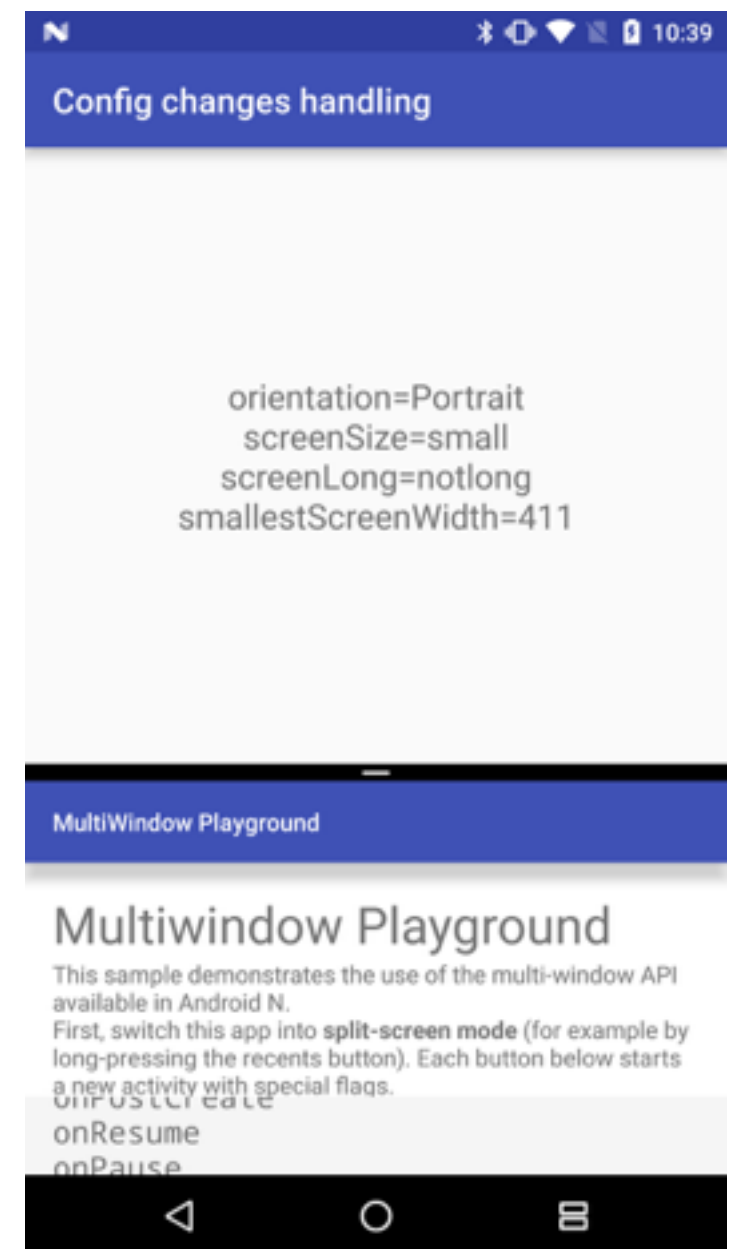 10:39
Config changes handling
orientation=Portrait
screenSize=small
screenLong=notlong
smallestScreenWidth=411
MultiWindow Playground
Multiwindow Playground
This sample demonstrates the use of the multi-window API
available in Android N.
First, switch this app into split-screen mode (for example by
long-pressing the recents button). Each button below starts
a new activity with special flags.
onPostCreate
onResume
onPause